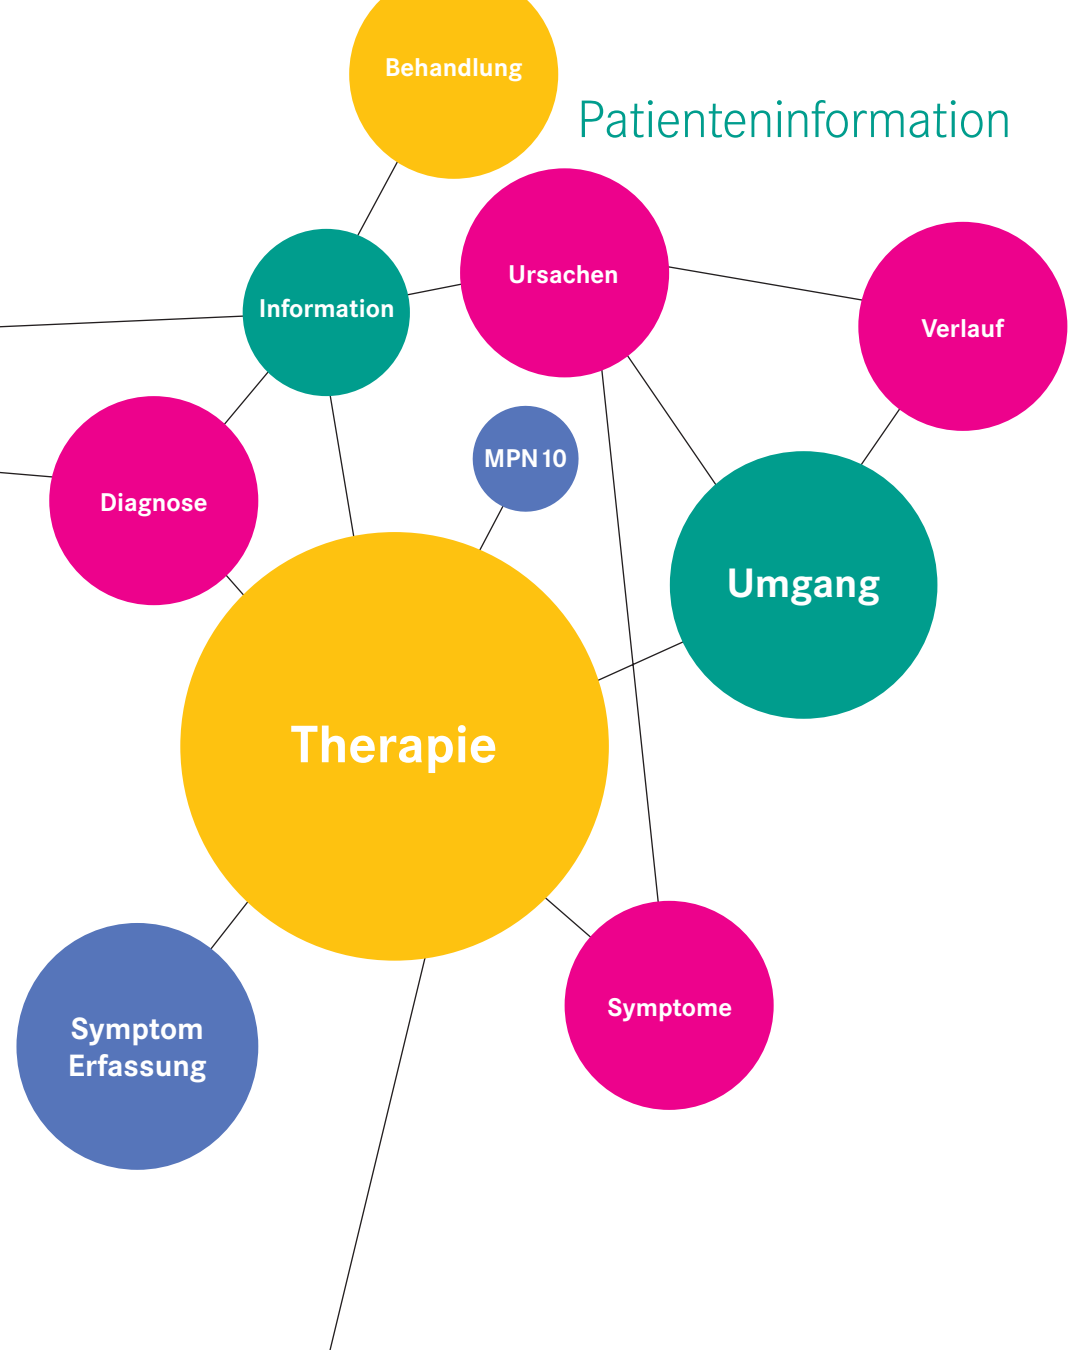 Behandlung
Patienteninformation
Ursachen
Information
Verlauf
MPN 10
Diagnose
Umgang
Therapie
Symptome
Symptom
Erfassung